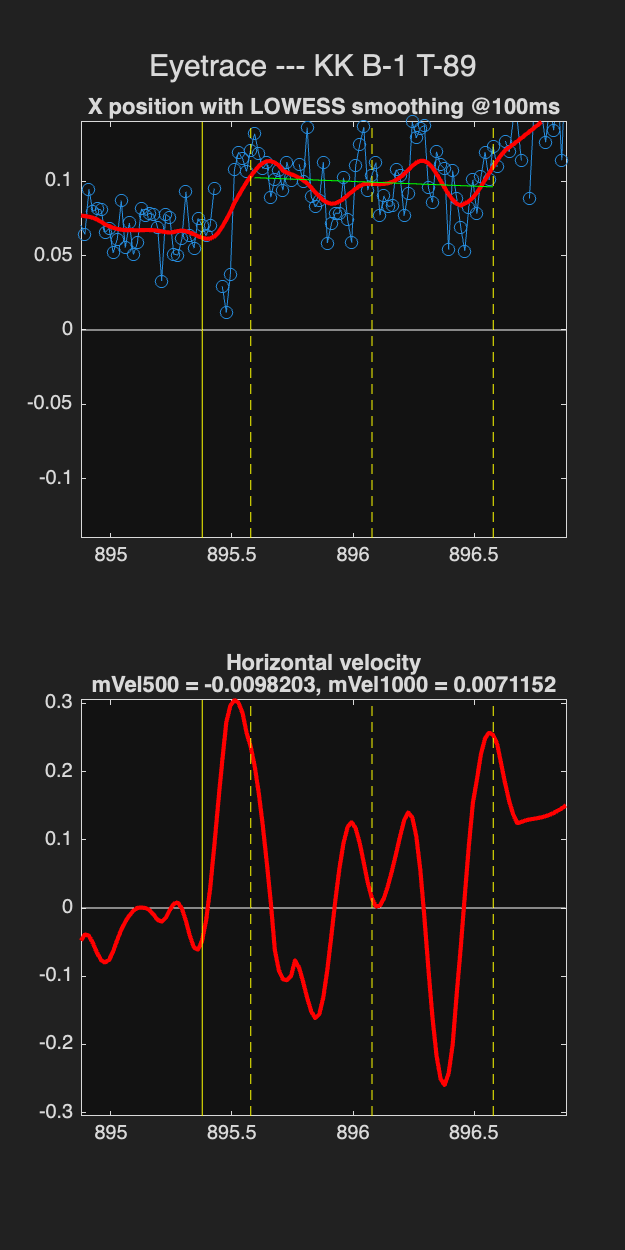 Eyetrace --- KK B-1 T-89
X position with LOWESS smoothing @100ms
0.1
0.05
0
-0.05
-0.1
895 895.5 896 896.5
Horizontal velocity
mVel500 = -0.0098203, mVel1000 = 0.0071152
0.3
0.2
0.1
0
-0.1
-0.2
-0.3
895 895.5 896 896.5